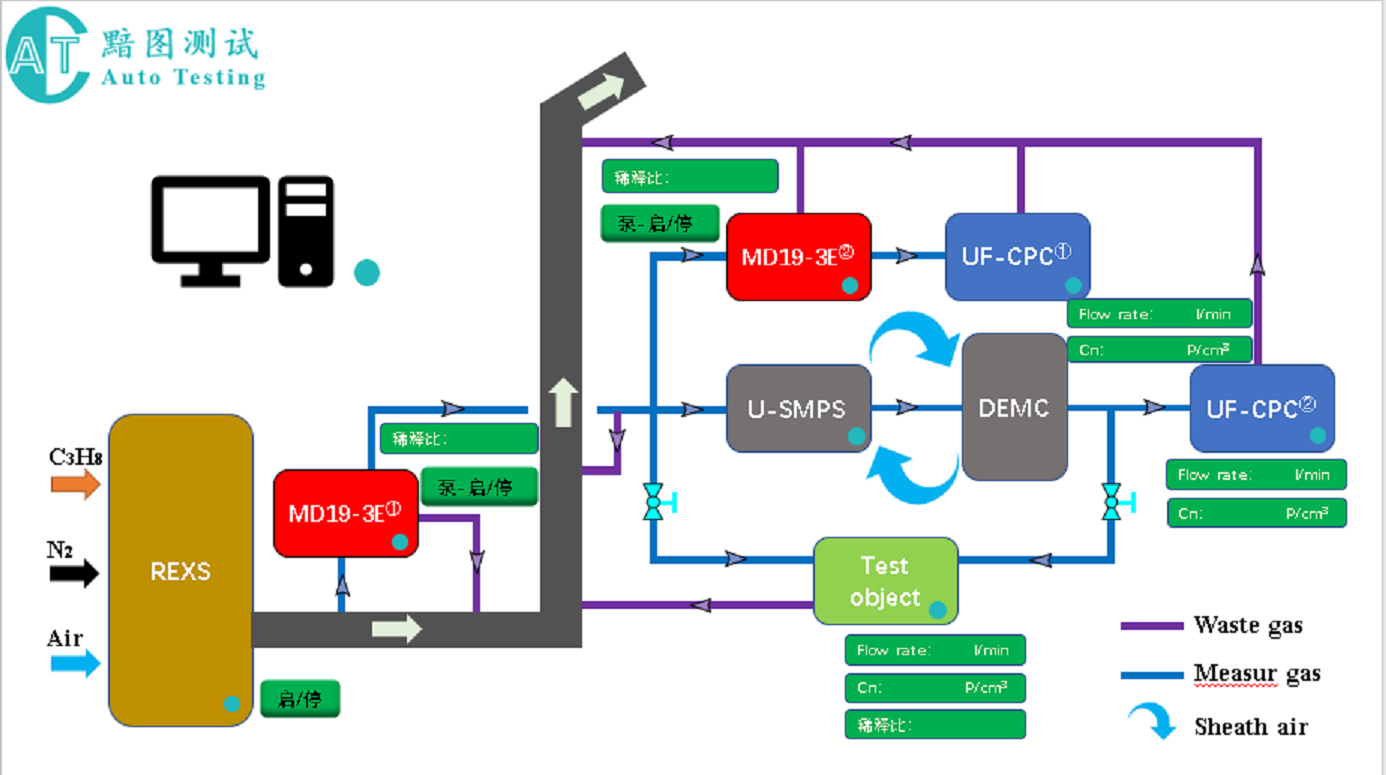 AT
黯图测试
Auto Testing
稀释比:
泵-启/停
MD19-3E②
UF-CPC①
Flow rate: l/min
Cn: P/cm³
U-SMPS
DEMC
UF-CPC②
Flow rate: l/min
Cn: P/cm³
稀释比:
泵-启/停
MD19-3E①
C₃H₈
N₂
Air
REXS
启/停
Test
object
Flow rate: l/min
Cn: P/cm³
稀释比:
Waste gas
Measur gas
Sheath air